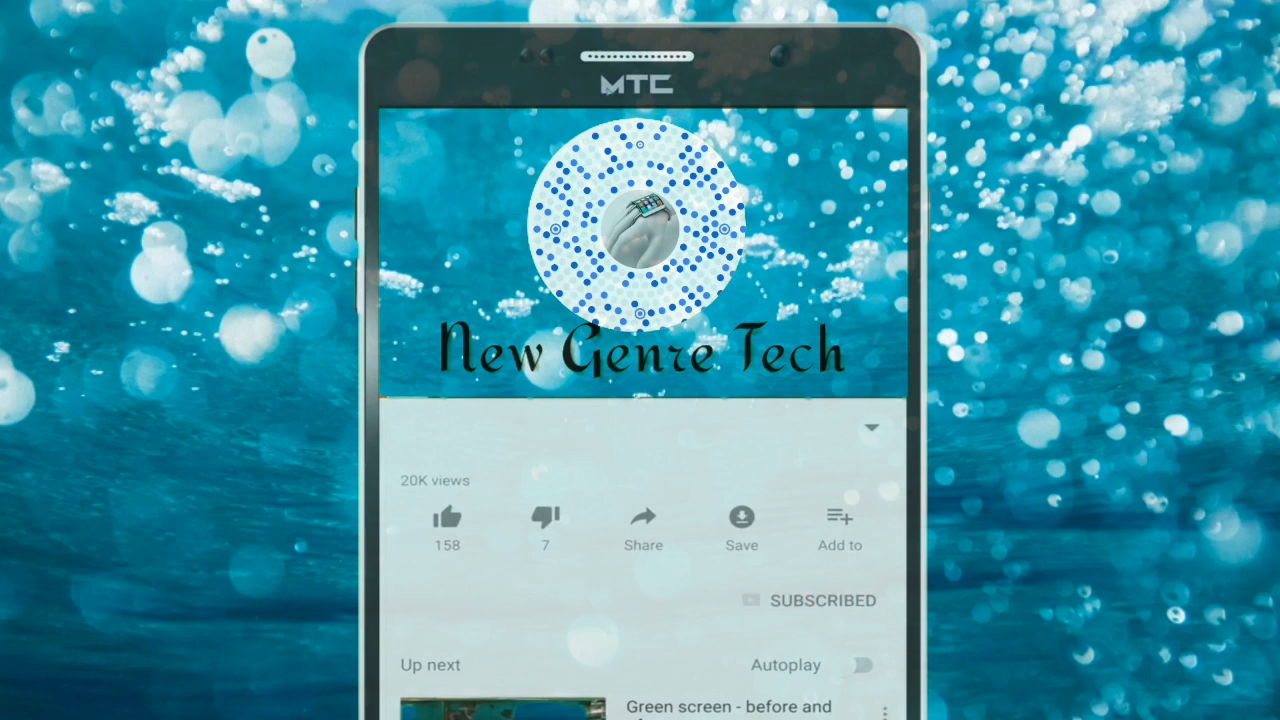 MTC
New Genre Tech
20K views
158 7 Share Save Add to
SUBSCRIBED
Up next Autoplay
Green screen - before and